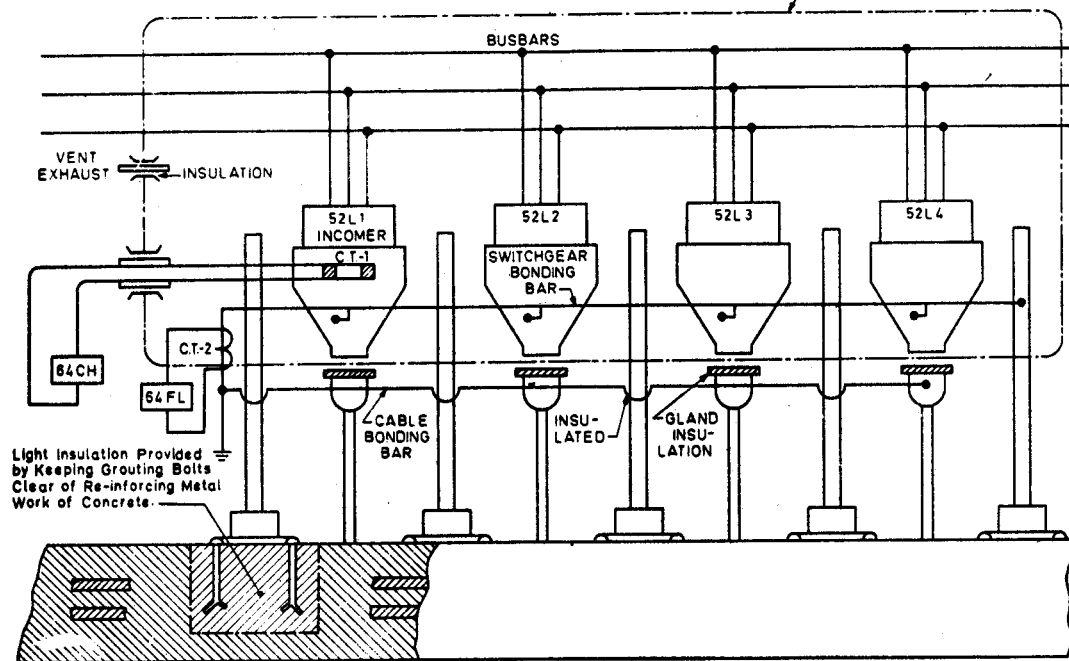 BUSBARS
VENT
EXHAUST
INSULATION
52L1
INCOMER
C.T.-1
52L2
SWITCHGEAR
BONDING
BAR
52L3
52L4
C.T.-2
64CH
64FL
CABLE
BONDING
BAR
INSU-
LATED
GLAND
INSU-
LATION
Light Insulation Provided
by Keeping Grouting Bolts
Clear of Re-inforcing Metal
Work of Concrete.